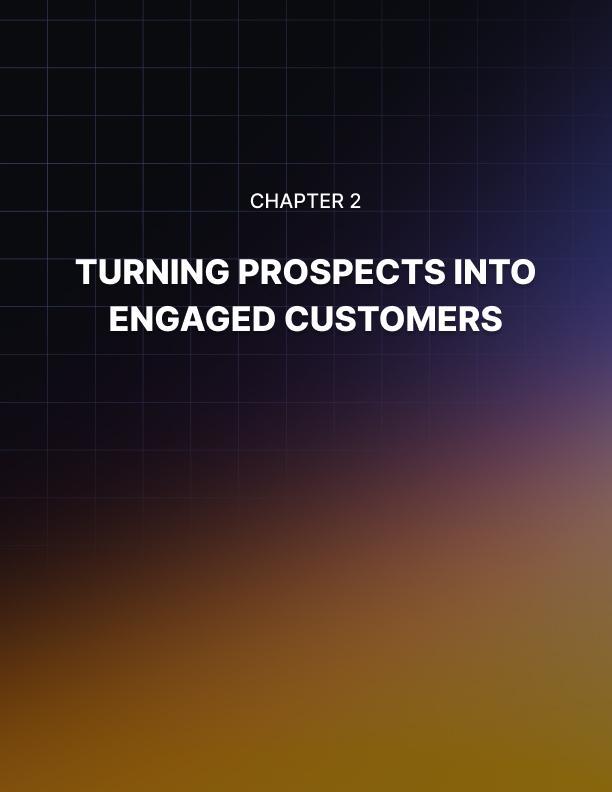 CHAPTER 2
TURNING PROSPECTS INTO
ENGAGED CUSTOMERS